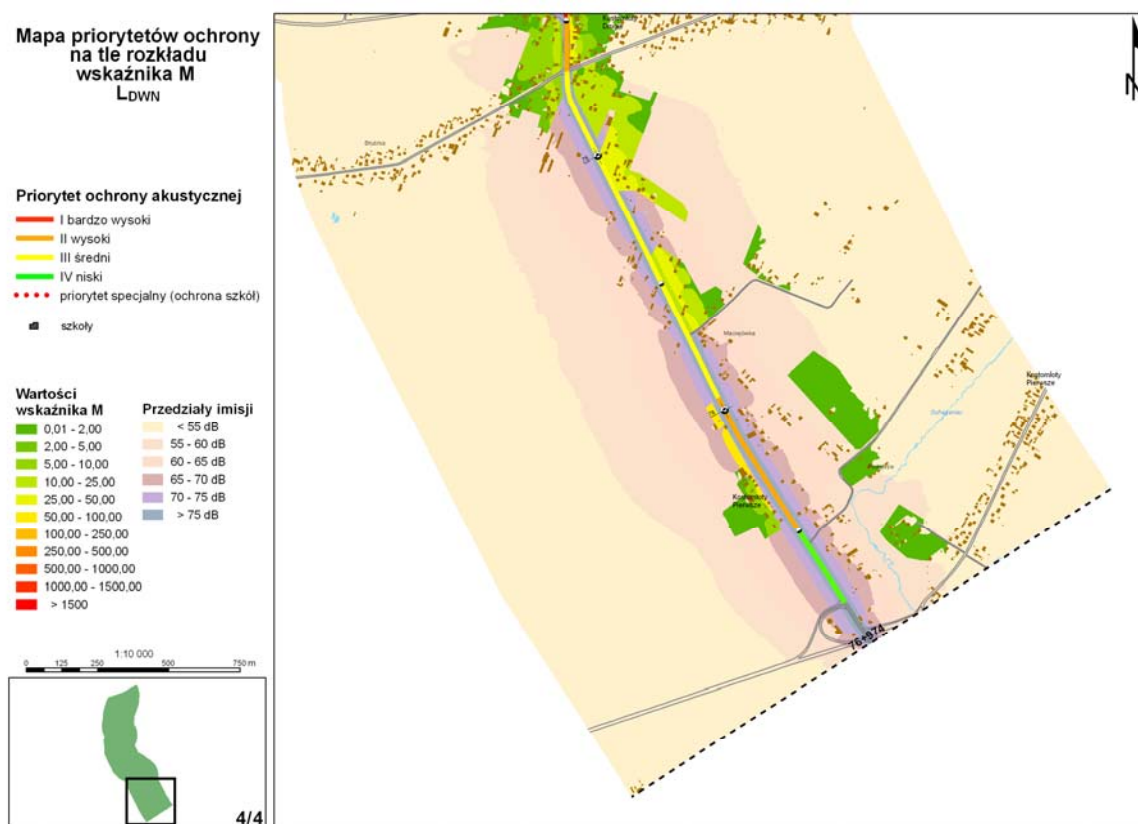 Mapa priorytetów ochrony
na tle rozkładu
wskaźnika M
LDWN
Priorytet ochrony akustycznej
I bardzo wysoki
II wysoki
III średni
IV niski
priorytet specjalny (ochrona szkół)
szkoły
Wartości
wskaźnika M
0,01 - 2,00
2,00 - 5,00
5,00 - 10,00
10,00 - 25,00
25,00 - 50,00
50,00 - 100,00
100,00 - 250,00
250,00 - 500,00
500,00 - 1000,00
1000,00 - 1500,00
> 1500
Przedziały imisji
< 55 dB
55 - 60 dB
60 - 65 dB
65 - 70 dB
70 - 75 dB
> 75 dB
1:10 000
0 125 250 500 750 m
4/4
N
Kostomłoty
Kostomłoty
Pierwsze
Kostomłoty
Pierwsze
76+974